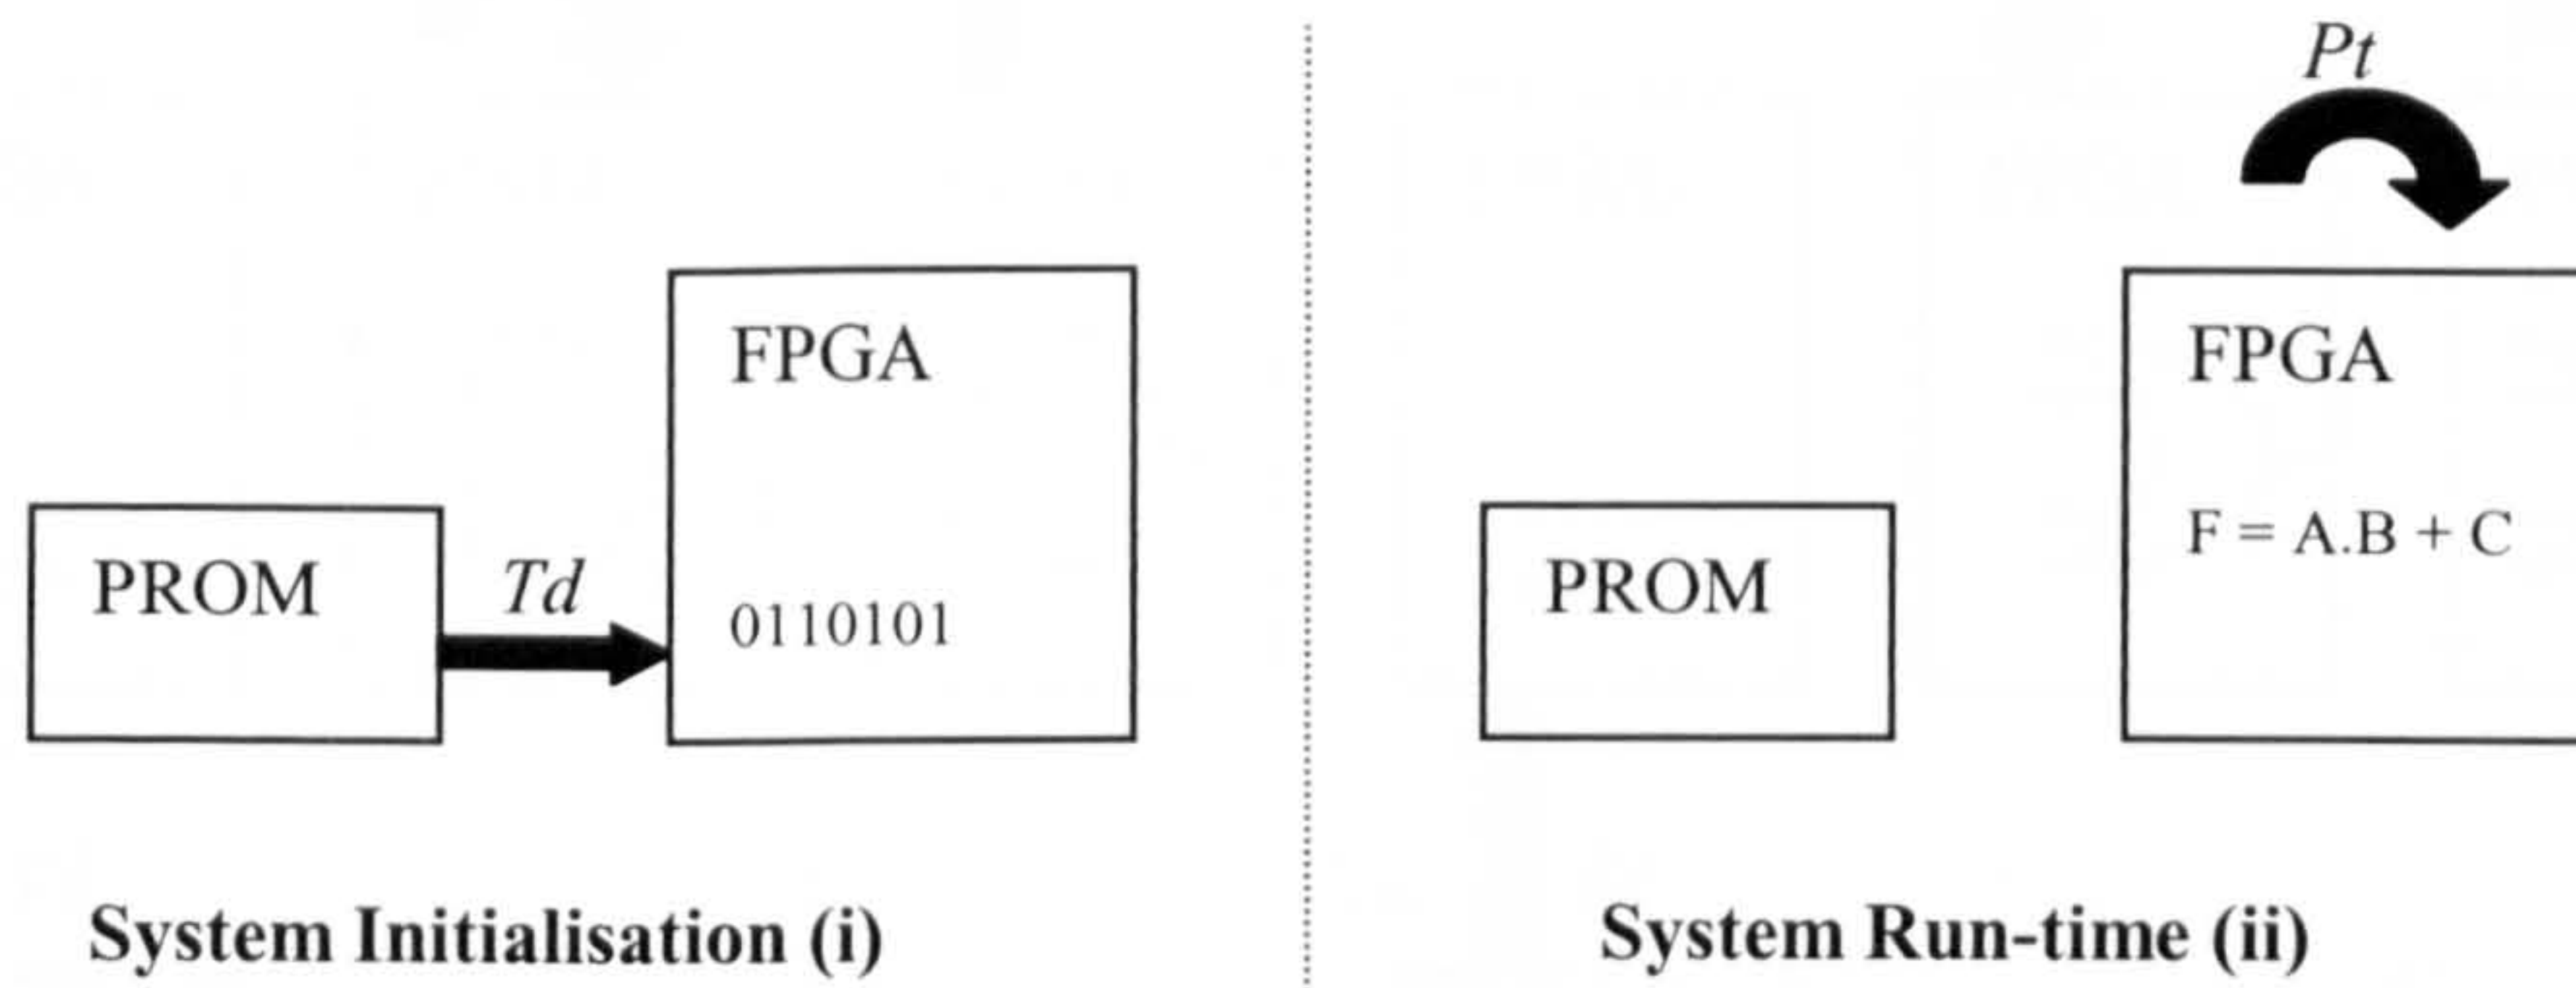 PROM
Td
FPGA
0110101
System Initialisation (i)
Pt
PROM
FPGA
F = A.B + C
System Run-time (ii)